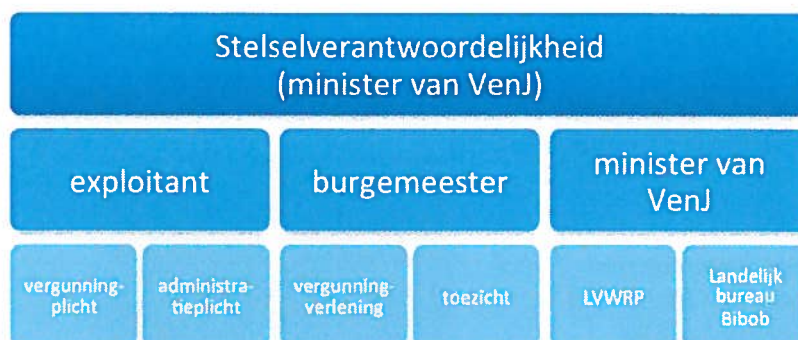 Stelselverantwoordelijkheid
(minister van VenJ)
exploitant
burgemeester
minister van
VenJ
vergunning-
plicht
administra-
tieplicht
vergunning-
verlening
toezicht
LVWRP
Landelijk
bureau
Bibob